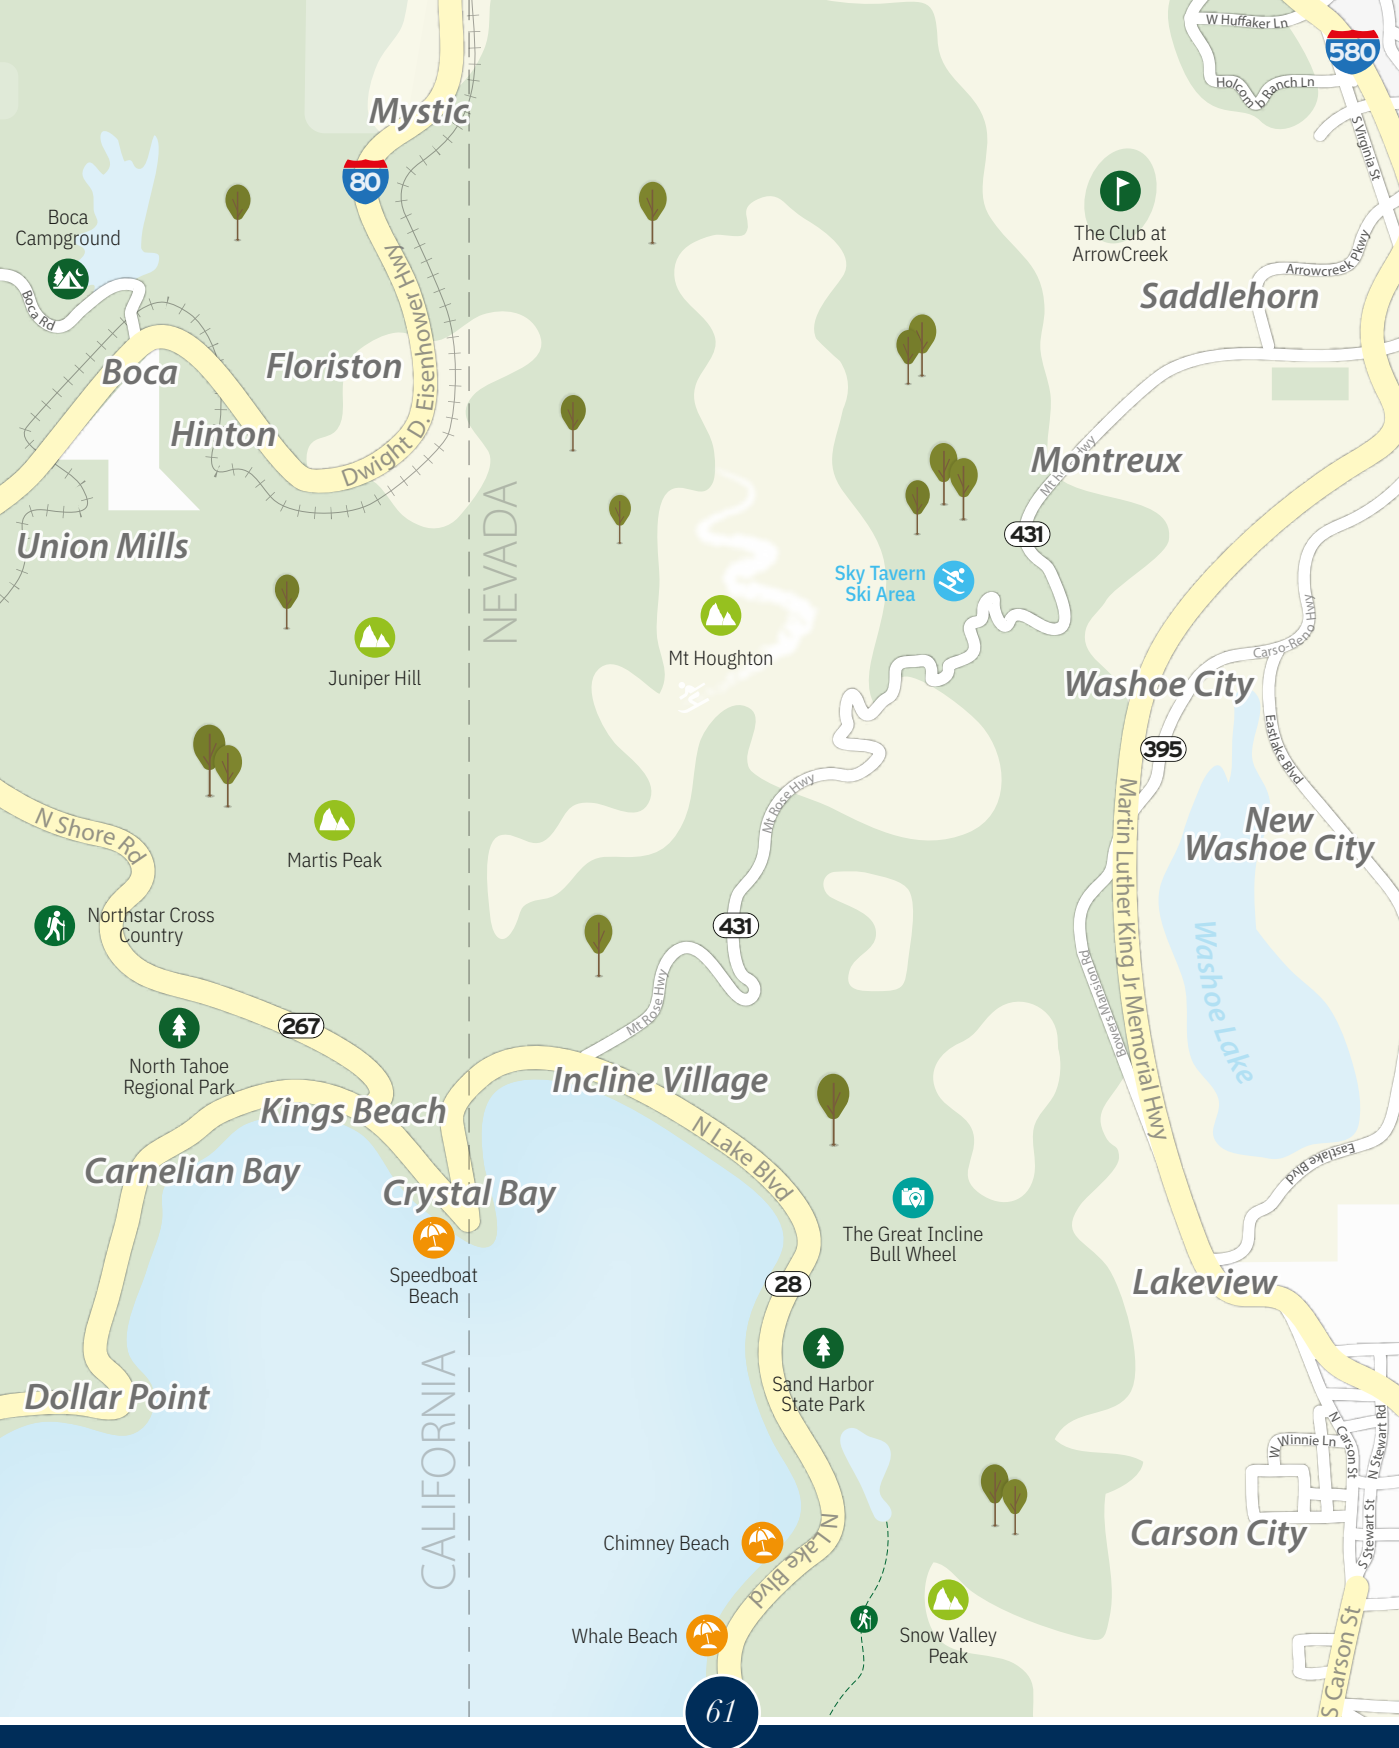 W Huffaker Ln
580
Holcomb Ranch Ln
S Virginia St
Mystic
80
Boca
Campground
Boca Rd
The Club at
ArrowCreek
Arrowcreek Pkwy
Saddlehorn
Dwight D. Eisenhower Hwy
Floriston
Boca
Hinton
Montreux
431
Union Mills
NEVADA
Sky Tavern
Ski Area
Carso-Reno Hwy
Mt Houghton
Juniper Hill
Washoe City
395
Eastlake Blvd
Mt Rose Hwy
N Shore Rd
Martin Luther King Jr Memorial Hwy
New
Washoe City
Martis Peak
Northstar Cross
Country
431
Washoe Lake
Bowers Mansion Rd
Mt Rose Hwy
267
North Tahoe
Regional Park
Incline Village
Kings Beach
N Lake Blvd
Carnelian Bay
Crystal Bay
Eastlake Blvd
The Great Incline
Bull Wheel
Speedboat
Beach
28
Lakeview
Sand Harbor
State Park
Dollar Point
CALIFORNIA
W Winnie Ln
N Carson St
N Stewart Rd
Carson City
S Stewart St
Chimney Beach
N Lake Blvd
Whale Beach
Snow Valley
Peak
S Carson St
61